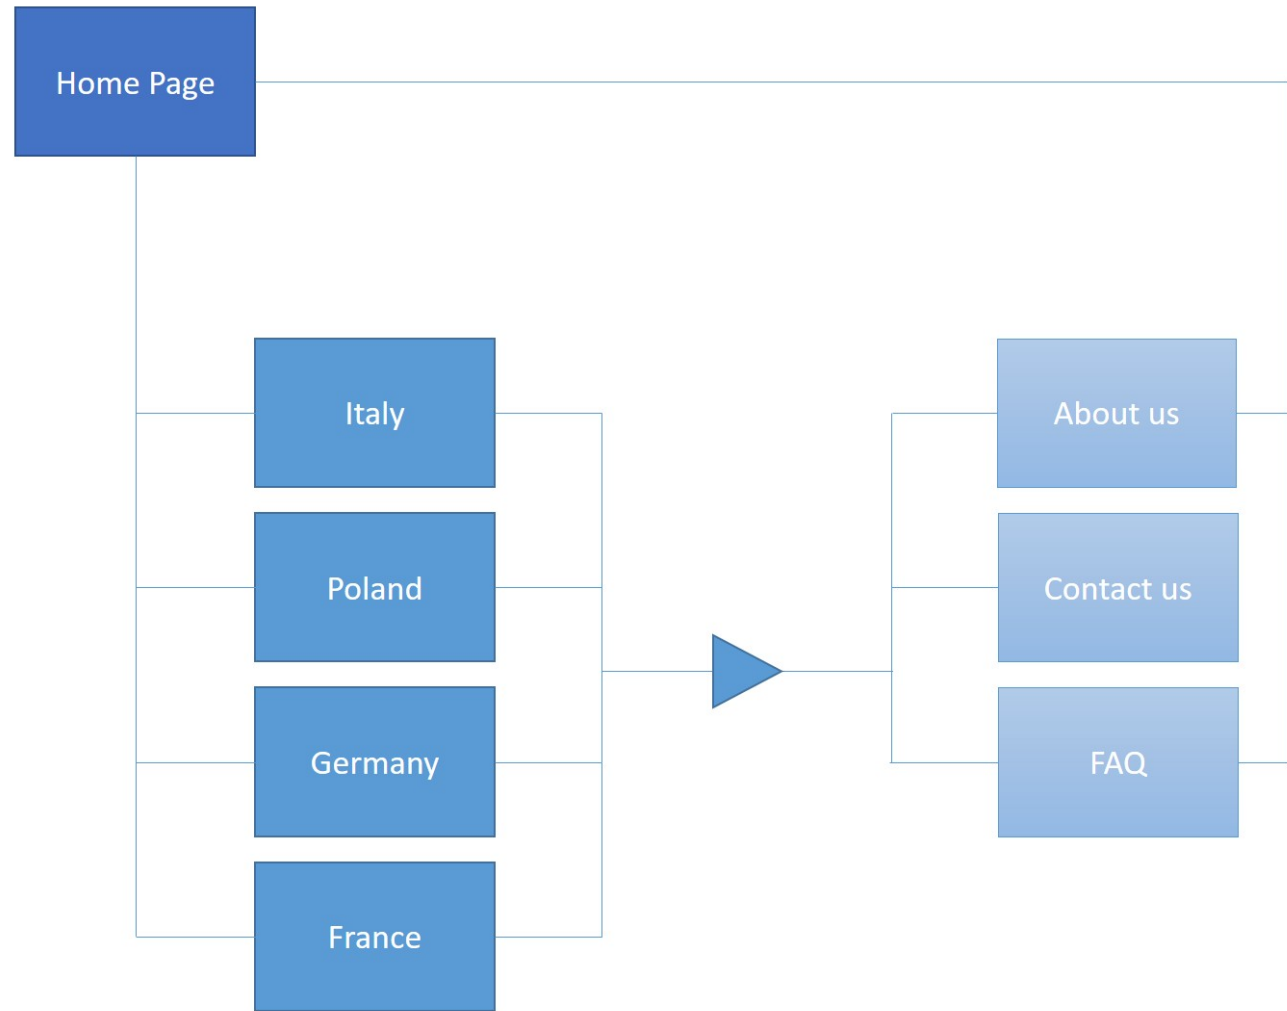 Home Page
Italy
Poland
Germany
France
About us
Contact us
FAQ